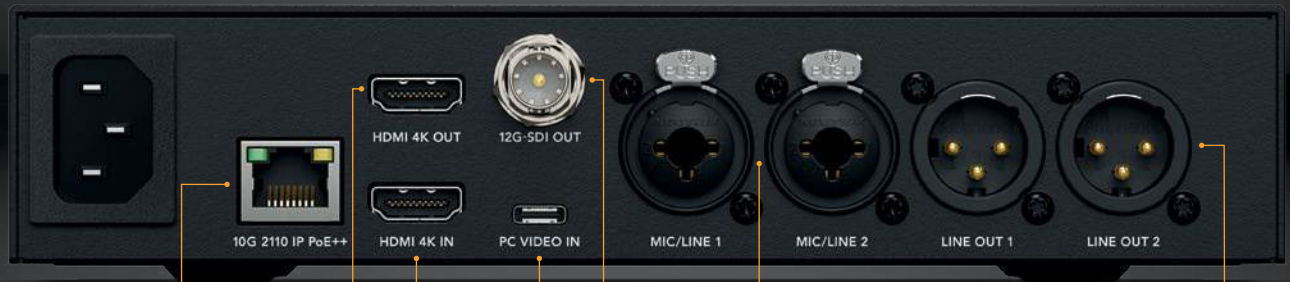 PUSH
PUSH
HDMI 4K OUT
12G-SDI OUT
10G 2110 IP PoE++
HDMI 4K IN
PC VIDEO IN
MIC/LINE 1
MIC/LINE 2
LINE OUT 1
LINE OUT 2